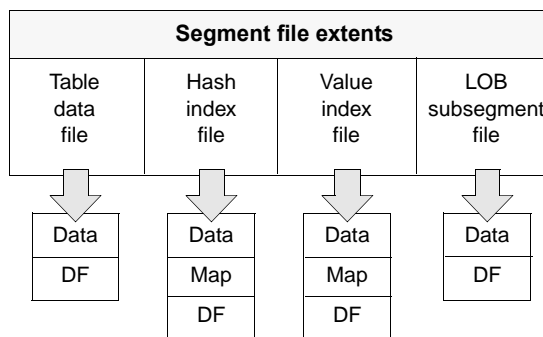 Segment file extents
Table
data
file
Hash
index
file
Value
index
file
LOB
subsegment
file
Data
DF
Data
Map
DF
Data
Map
DF
Data
DF